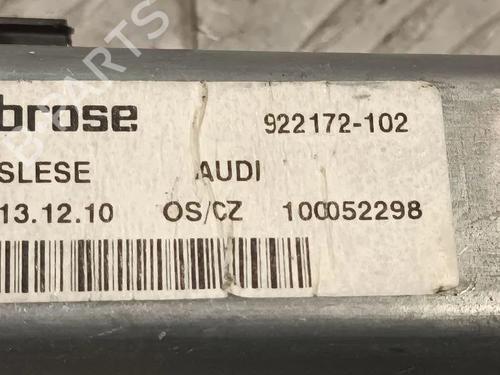 brose 922172-102
SLESE AUDI
13.12.10 OS/CZ 100052298